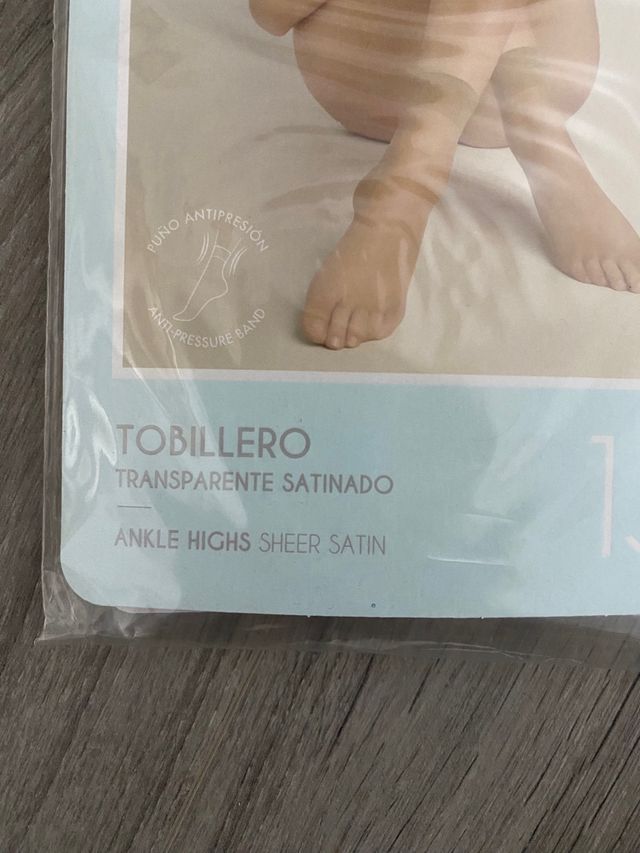 PUÑO ANTIPRESIÓN
ANTI-PRESSURE BAND
TOBILLERO
TRANSPARENTE SATINADO
ANKLE HIGHS SHEER SATIN